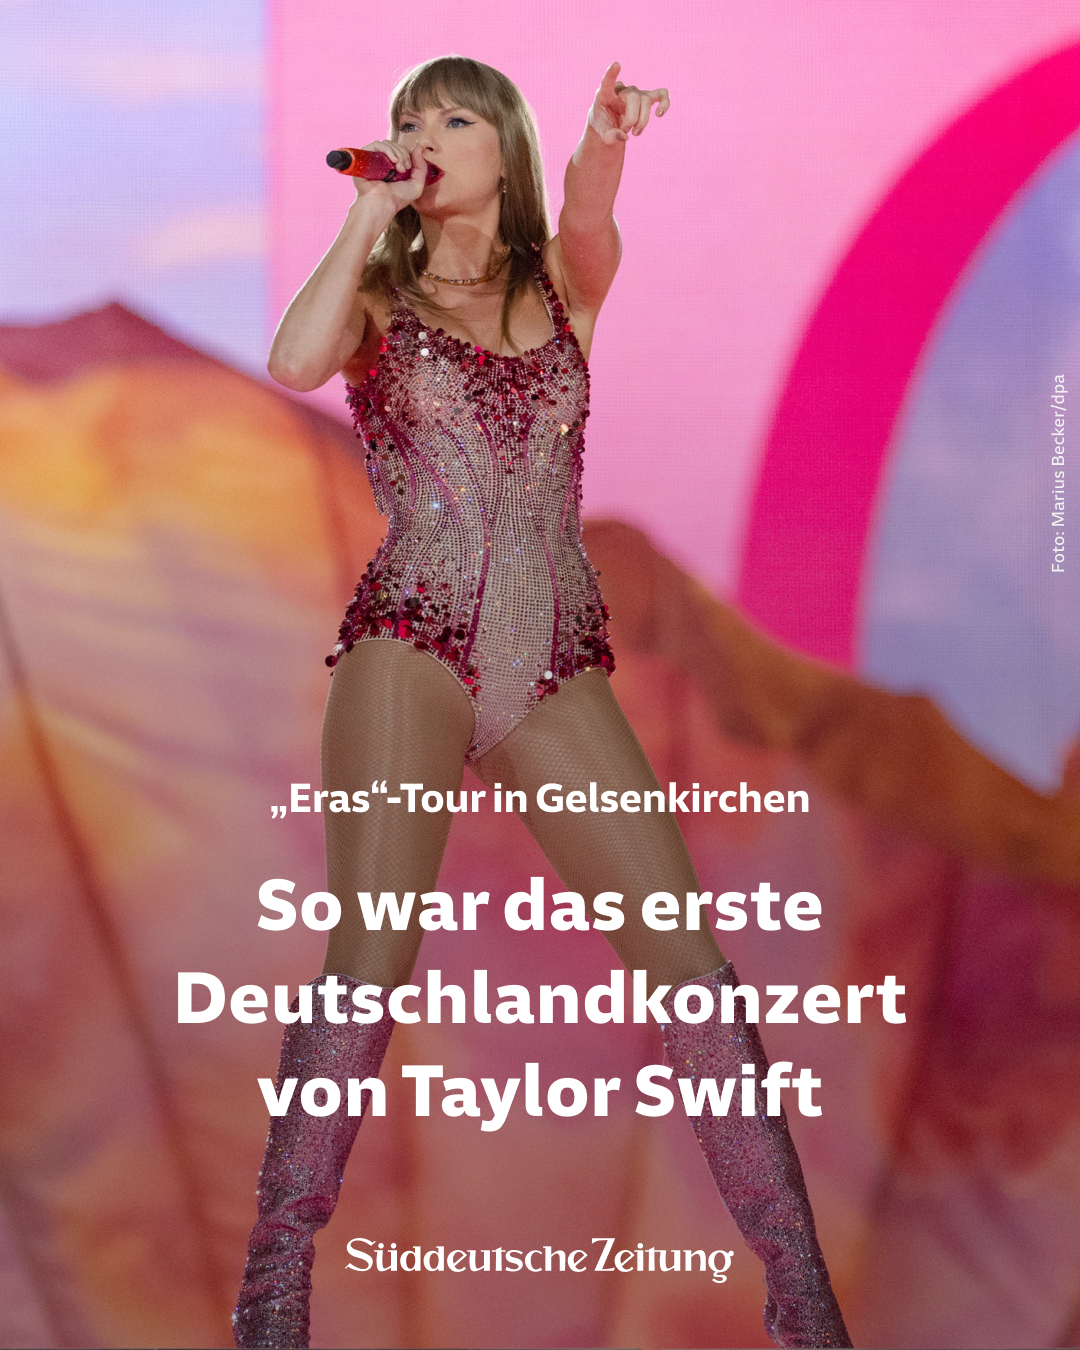 „Eras“-Tour in Gelsenkirchen
So war das erste
Deutschlandkonzert
von Taylor Swift
Süddeutsche Zeitung
Foto: Marius Becker/dpa